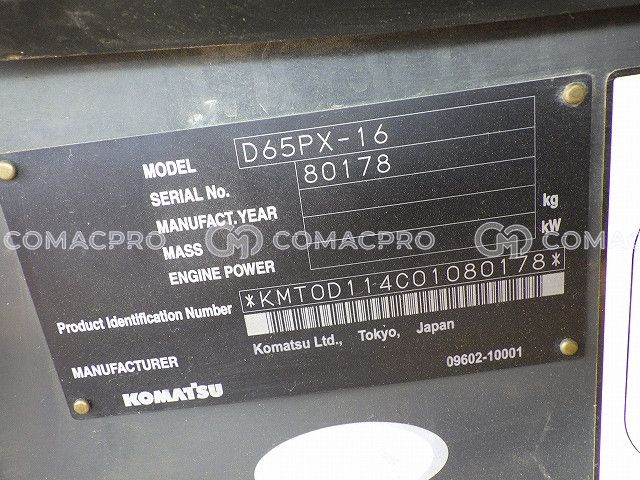 MODEL D65PX-16
SERIAL No. 80178
MANUFACT. YEAR
MASS kg
ENGINE POWER kW
COMACPRO COMACPRO COMAC
Product Identification Number *KMT0D114C01080178*
MANUFACTURER Komatsu Ltd., Tokyo, Japan
KOMATSU 09602-10001